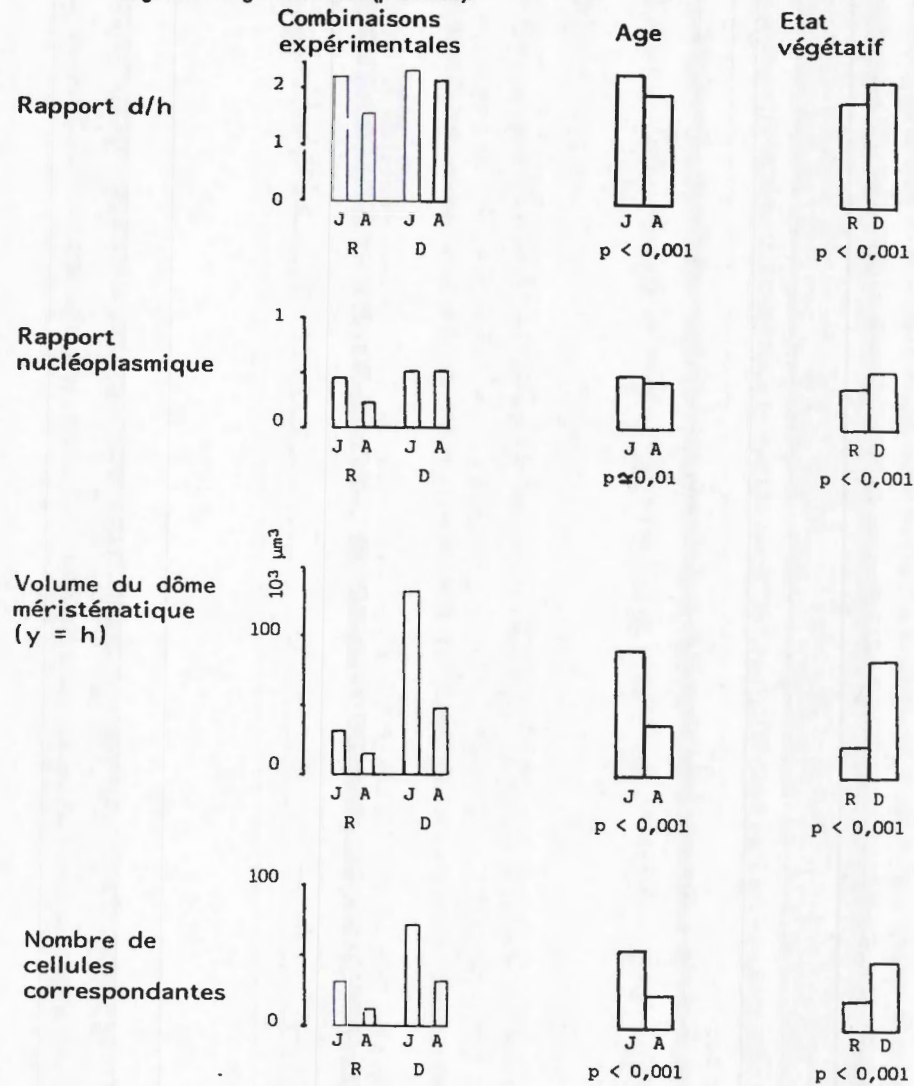 Combinaisons
expérimentales
Age
Etat
végétatif
Rapport d/h
2
1
0
J A J A
R D
J A
p < 0,001
R D
p < 0,001
Rapport
nucléoplasmique
1
0
J A J A
R D
J A
p≃0,01
R D
p < 0,001
Volume du dôme
méristématique
(y = h)
10³ µm³
100
0
J A J A
R D
J A
p < 0,001
R D
p < 0,001
Nombre de
cellules
correspondantes
100
0
J A J A
R D
J A
p < 0,001
R D
p < 0,001